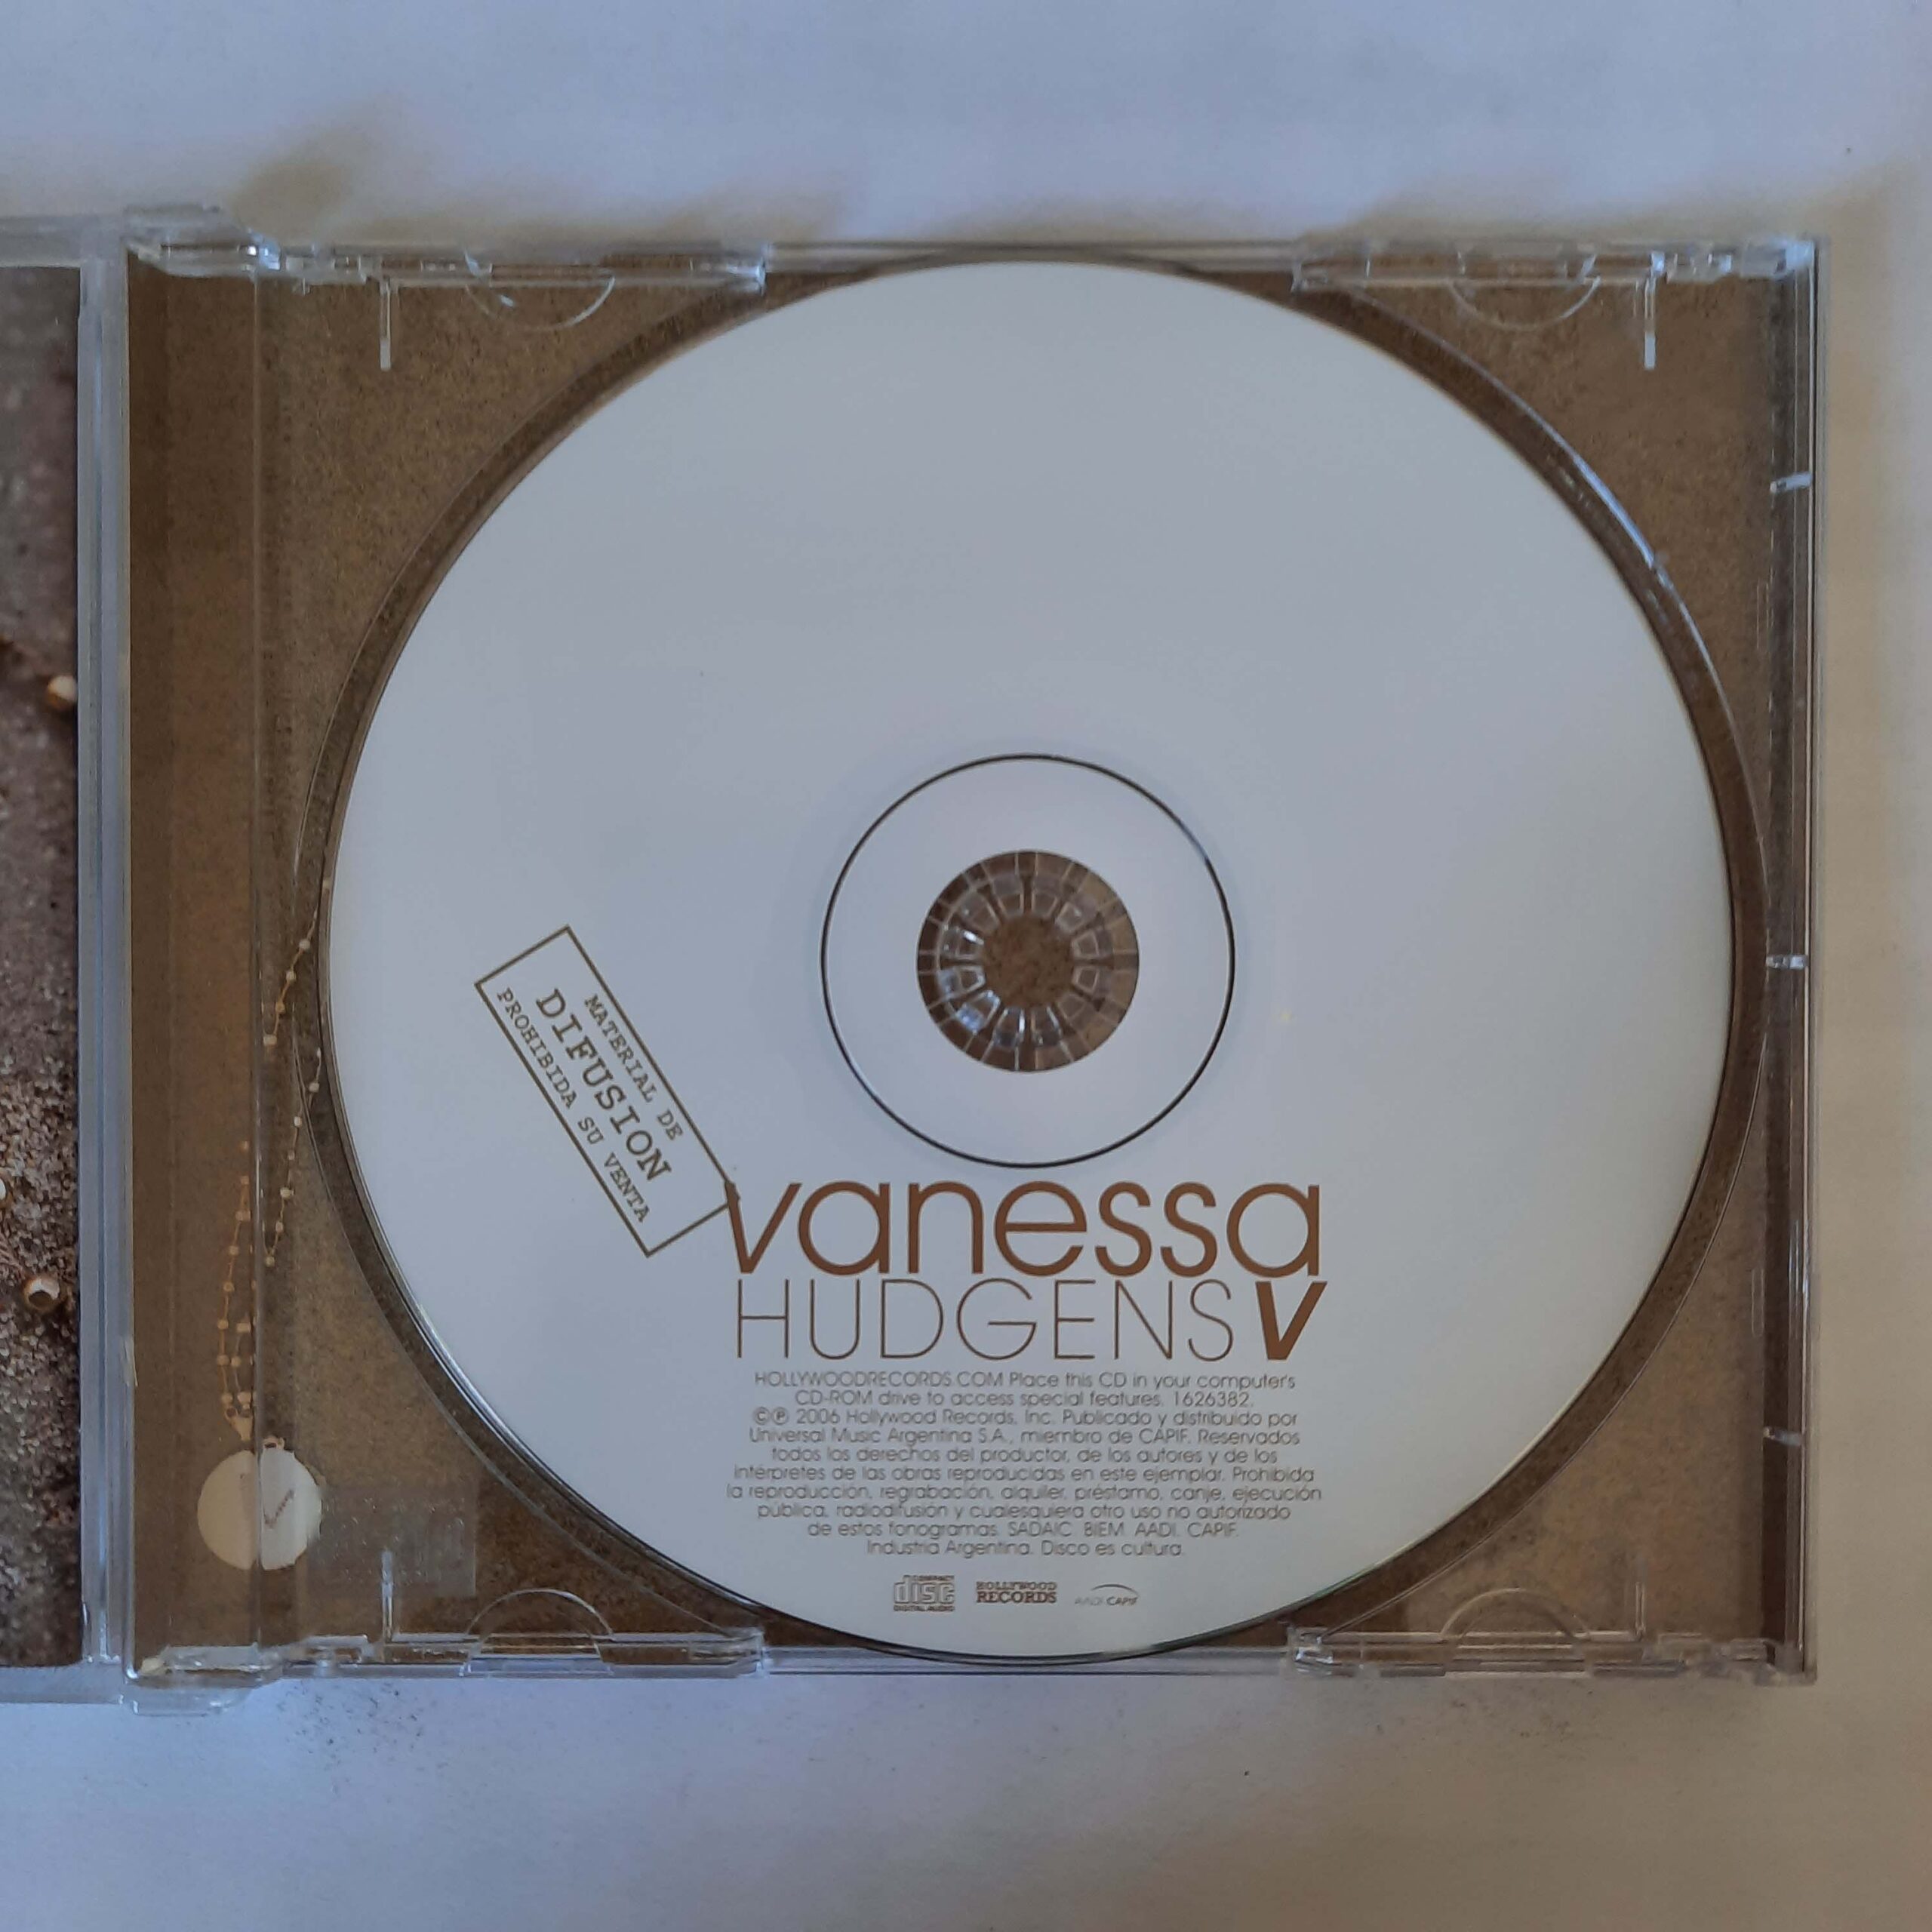 MATERIAL DE
DIFUSION
PROHIBIDA SU VENTA
vanessa
HUDGENS V
HOLLYWOODRECORDS.COM Place this CD in your computer's
CD-ROM drive to access special features. 1626382.
©℗ 2006 Hollywood Records, Inc. Publicado y distribuido por
Universal Music Argentina S.A., miembro de CAPIF. Reservados
todos los derechos del productor, de los autores y de los
intérpretes de las obras reproducidas en este ejemplar. Prohibida
la reproducción, regrabación, alquiler, préstamo, canje, ejecución
pública, radiodifusión y cualesquiera otro uso no autorizado
de estos fonogramas. SADAIC. BIEM. AADI. CAPIF.
Industria Argentina. Disco es cultura.
COMPACT
disc
DIGITAL AUDIO
HOLLYWOOD
RECORDS
AADI CAPIF